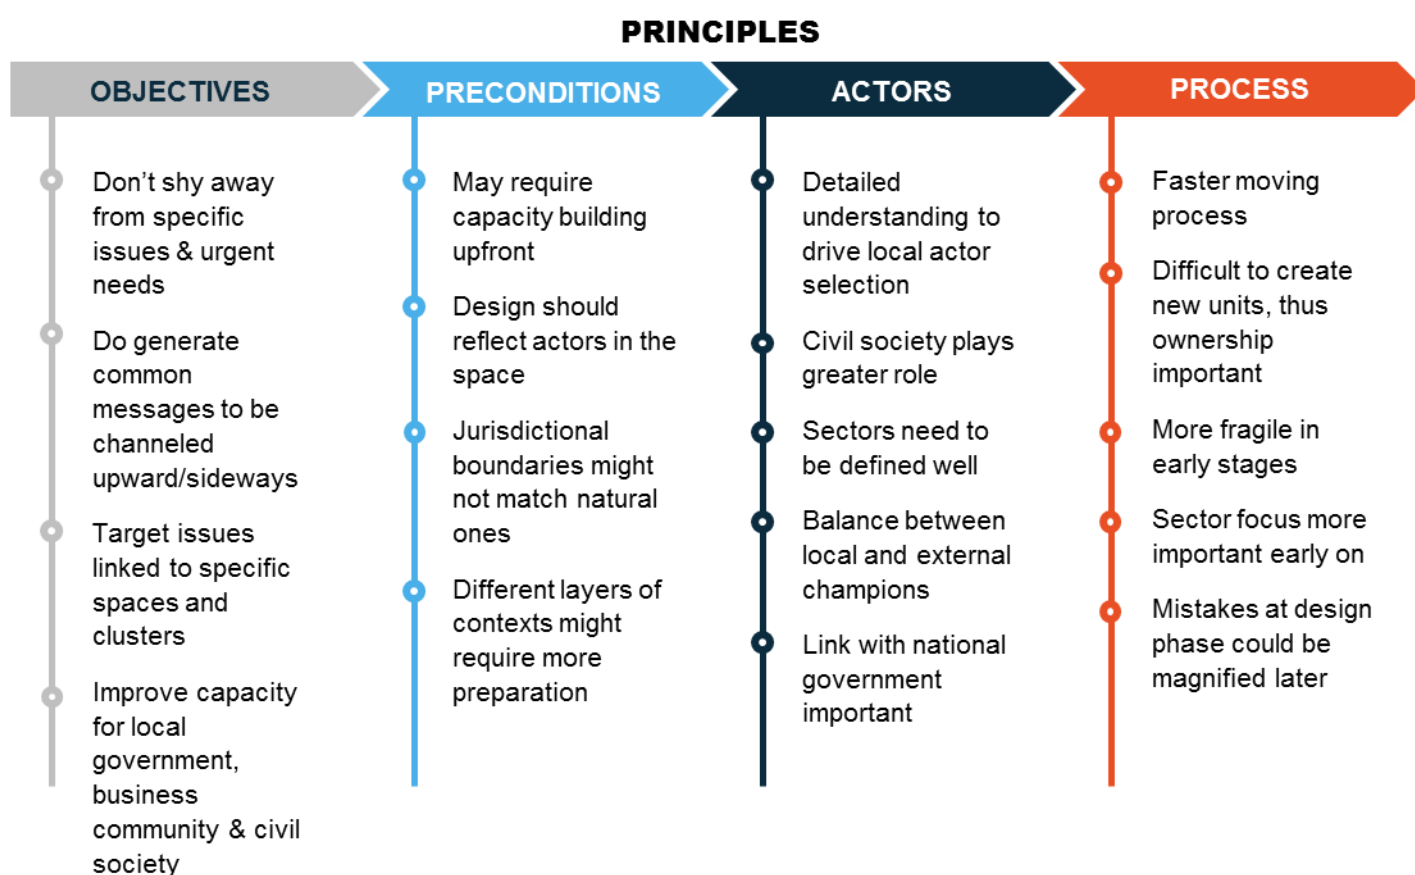 PRINCIPLES
OBJECTIVES
PRECONDITIONS
ACTORS
PROCESS
Don’t shy away
from specific
issues & urgent
needs
Do generate
common
messages to be
channeled
upward/sideways
Target issues
linked to specific
spaces and
clusters
Improve capacity
for local
government,
business
community & civil
society
May require
capacity building
upfront
Design should
reflect actors in the
space
Jurisdictional
boundaries might
not match natural
ones
Different layers of
contexts might
require more
preparation
Detailed
understanding to
drive local actor
selection
Civil society plays
greater role
Sectors need to
be defined well
Balance between
local and external
champions
Link with national
government
important
Faster moving
process
Difficult to create
new units, thus
ownership
important
More fragile in
early stages
Sector focus more
important early on
Mistakes at design
phase could be
magnified later